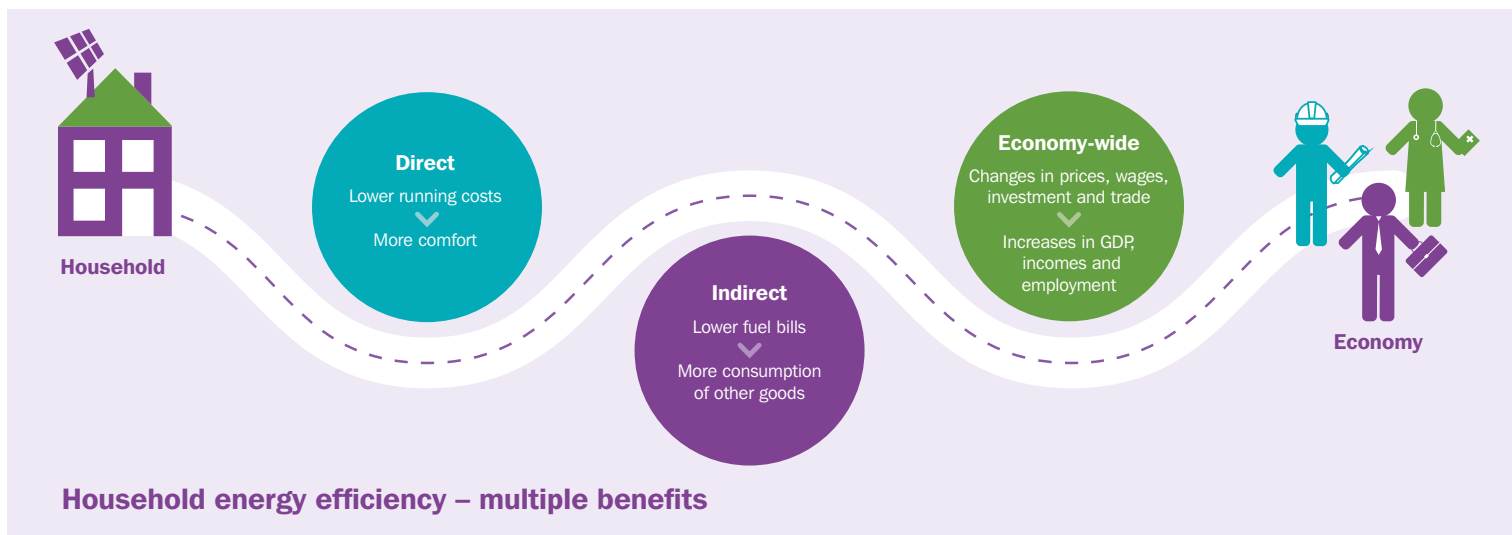 Household
Direct
Lower running costs
More comfort
Indirect
Lower fuel bills
More consumption
of other goods
Economy-wide
Changes in prices, wages,
investment and trade
Increases in GDP,
incomes and
employment
Economy
Household energy efficiency – multiple benefits